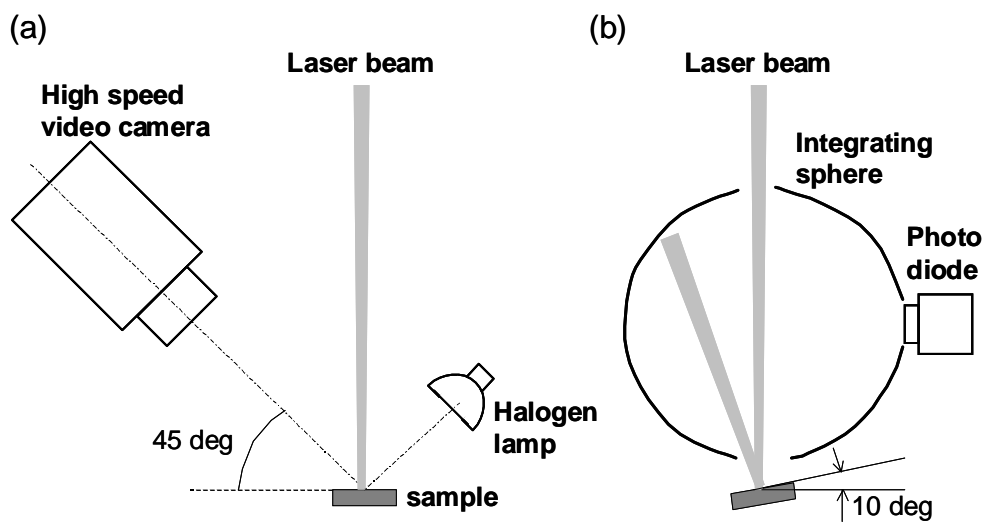 (a)
Laser beam
High speed
video camera
Halogen
lamp
45 deg
sample
(b)
Laser beam
Integrating
sphere
Photo
diode
10 deg